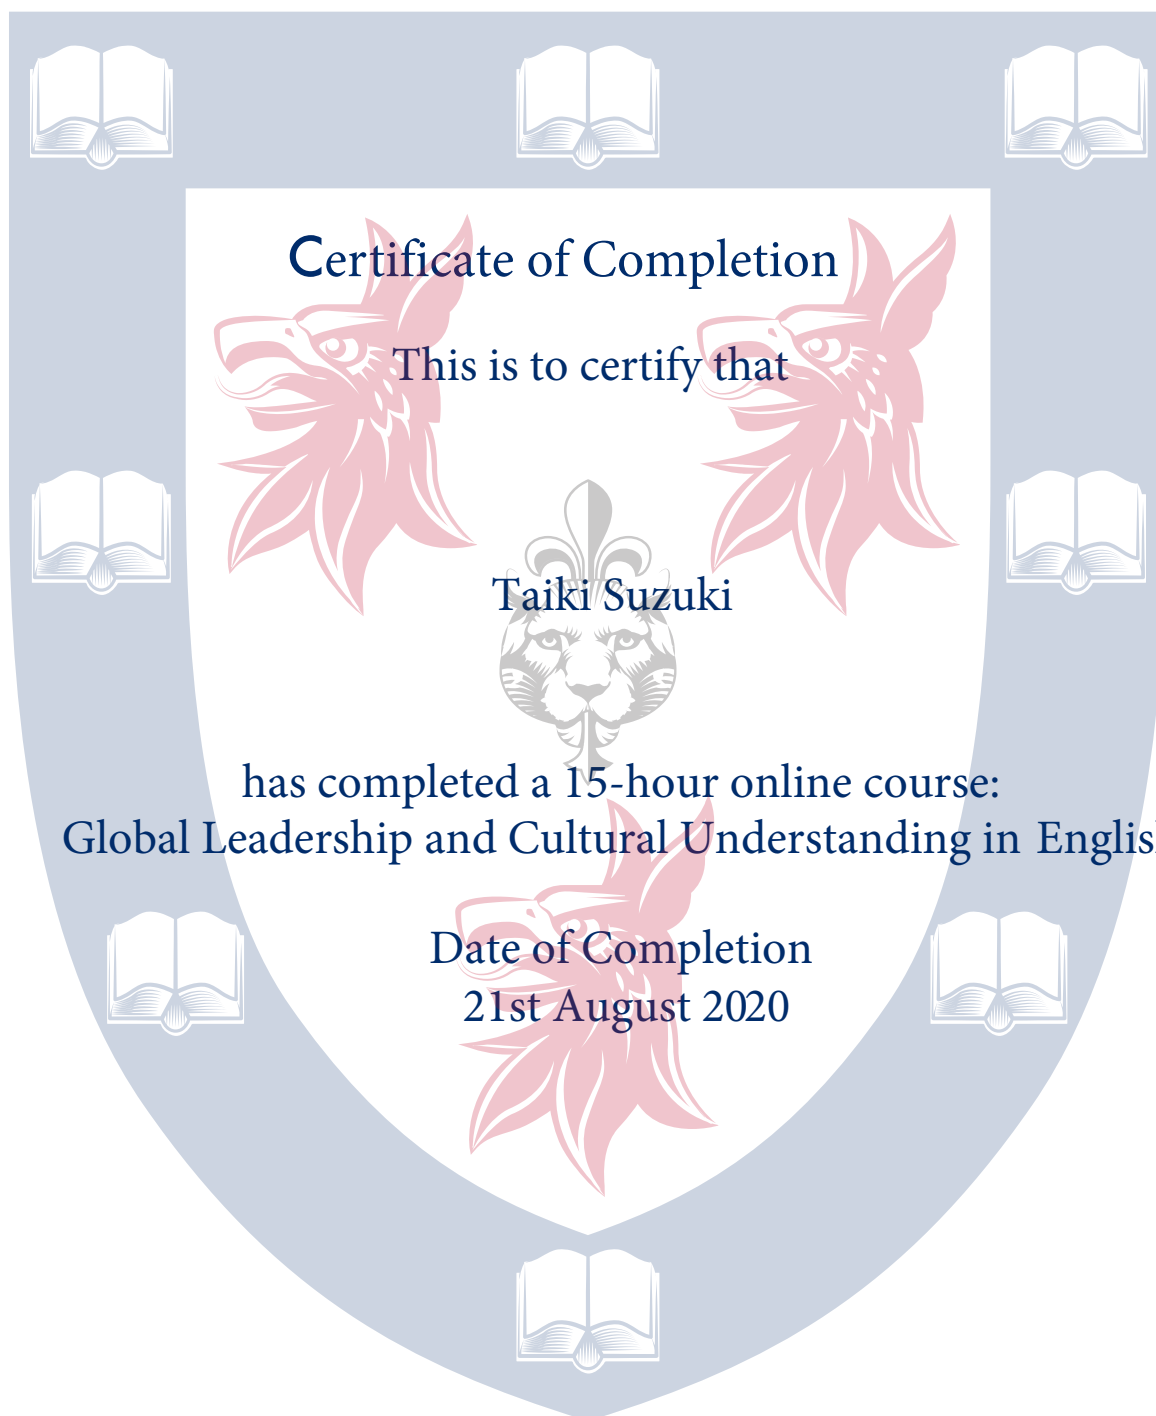 Certificate of Completion
This is to certify that
Taiki Suzuki
has completed a 15-hour online course:
Global Leadership and Cultural Understanding in Englis
Date of Completion
21st August 2020